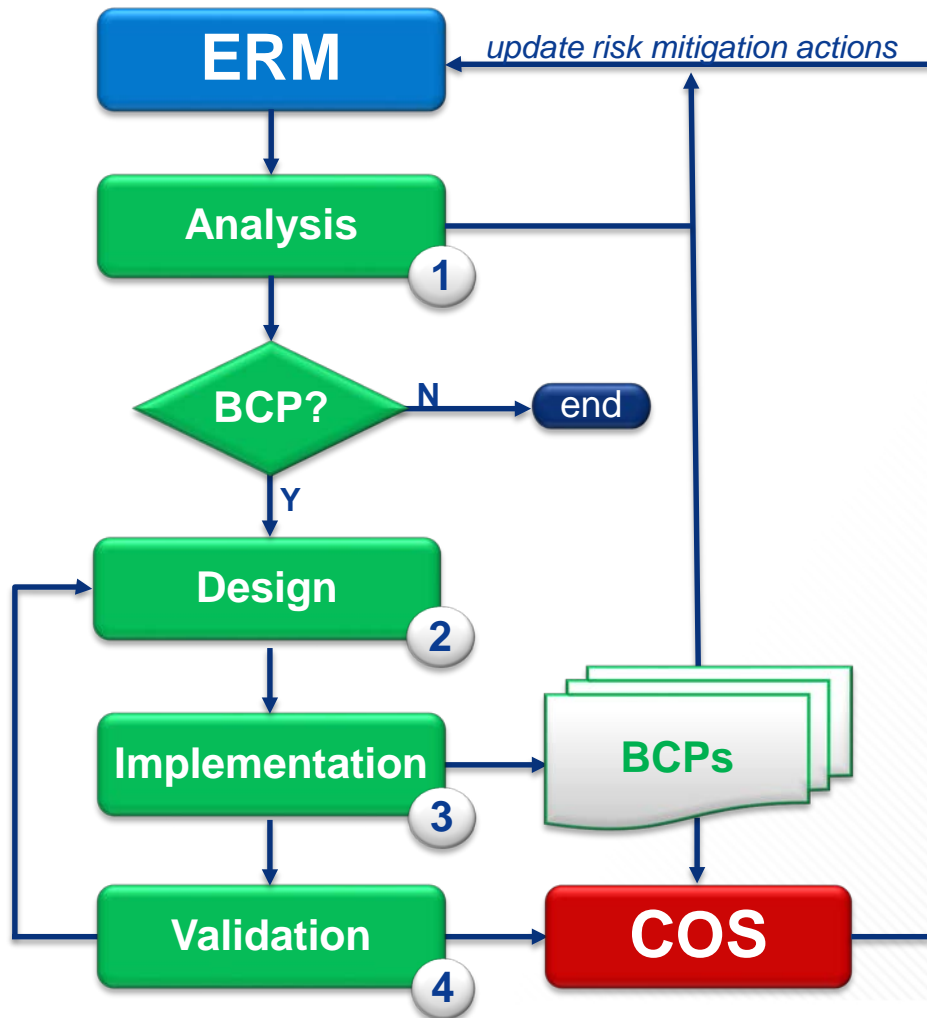 ERM
update risk mitigation actions
Analysis
1
BCP?
N
end
Y
Design
2
Implementation
3
BCPs
Validation
4
COS